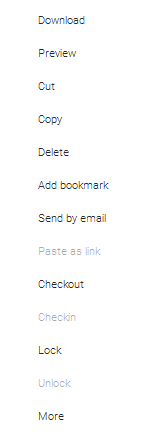 Download
Preview
Cut
Copy
Delete
Add bookmark
Send by email
Paste as link
Checkout
Checkin
Lock
Unlock
More